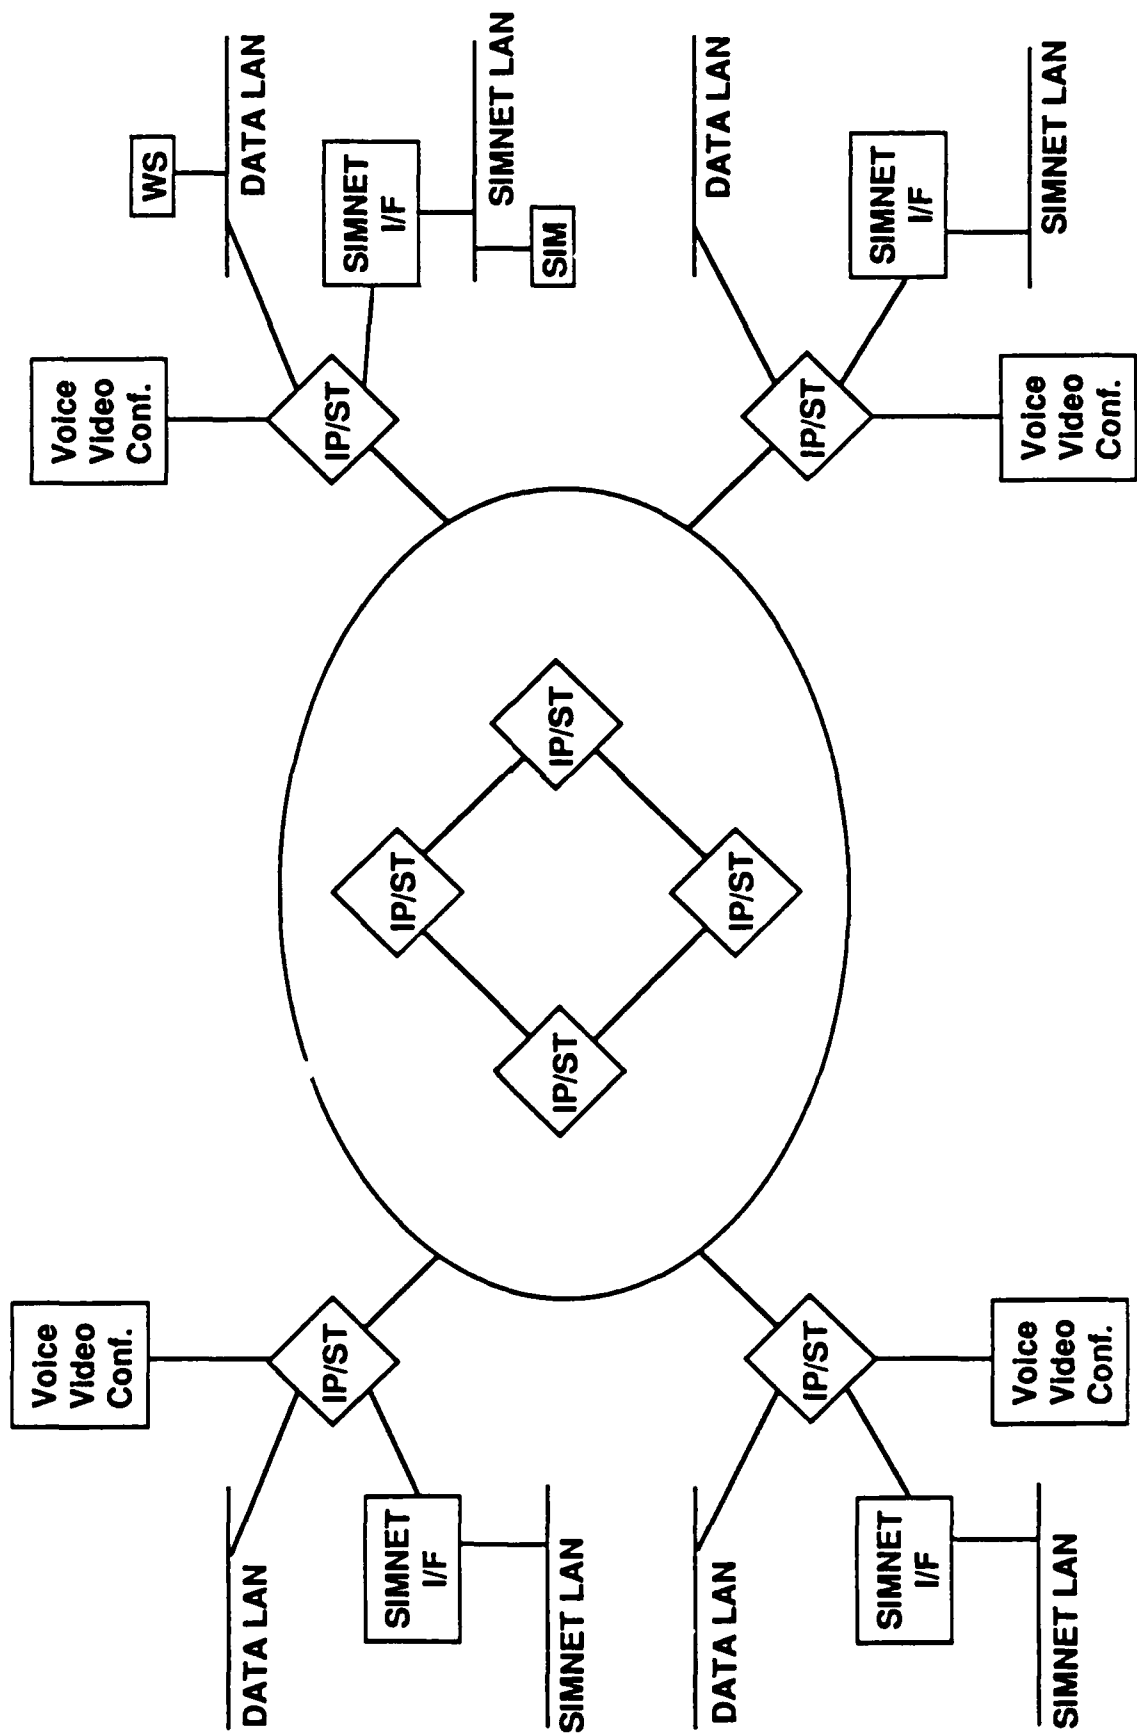 Voice
Video
Conf.
DATA LAN
IP/ST
SIMNET
I/F
SIMNET LAN
Voice
Video
Conf.
WS
DATA LAN
IP/ST
SIMNET
I/F
SIMNET LAN
SIM
IP/ST
IP/ST
IP/ST
IP/ST
DATA LAN
IP/ST
SIMNET
I/F
Voice
Video
Conf.
SIMNET LAN
DATA LAN
IP/ST
SIMNET
I/F
Voice
Video
Conf.
SIMNET LAN